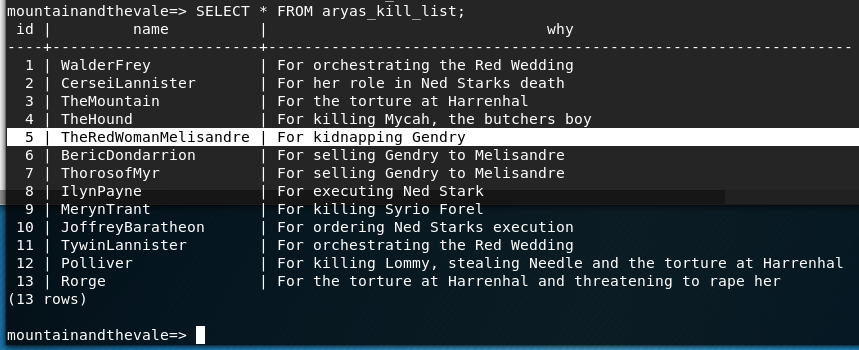 mountainandthevale=> SELECT * FROM aryas_kill_list;
 id |         name          |                               why
----+-----------------------+-----------------------------------------------------------------
  1 | WalderFrey            | For orchestrating the Red Wedding
  2 | CerseiLannister       | For her role in Ned Starks death
  3 | TheMountain           | For the torture at Harrenhal
  4 | TheHound              | For killing Mycah, the butchers boy
  5 | TheRedWomanMelisandre | For kidnapping Gendry
  6 | BericDondarrion       | For selling Gendry to Melisandre
  7 | ThorosofMyr           | For selling Gendry to Melisandre
  8 | IlynPayne             | For executing Ned Stark
  9 | MerynTrant            | For killing Syrio Forel
 10 | JoffreyBaratheon      | For ordering Ned Starks execution
 11 | TywinLannister        | For orchestrating the Red Wedding
 12 | Polliver              | For killing Lommy, stealing Needle and the torture at Harrenhal
 13 | Rorge                 | For the torture at Harrenhal and threatening to rape her
(13 rows)
mountainandthevale=>